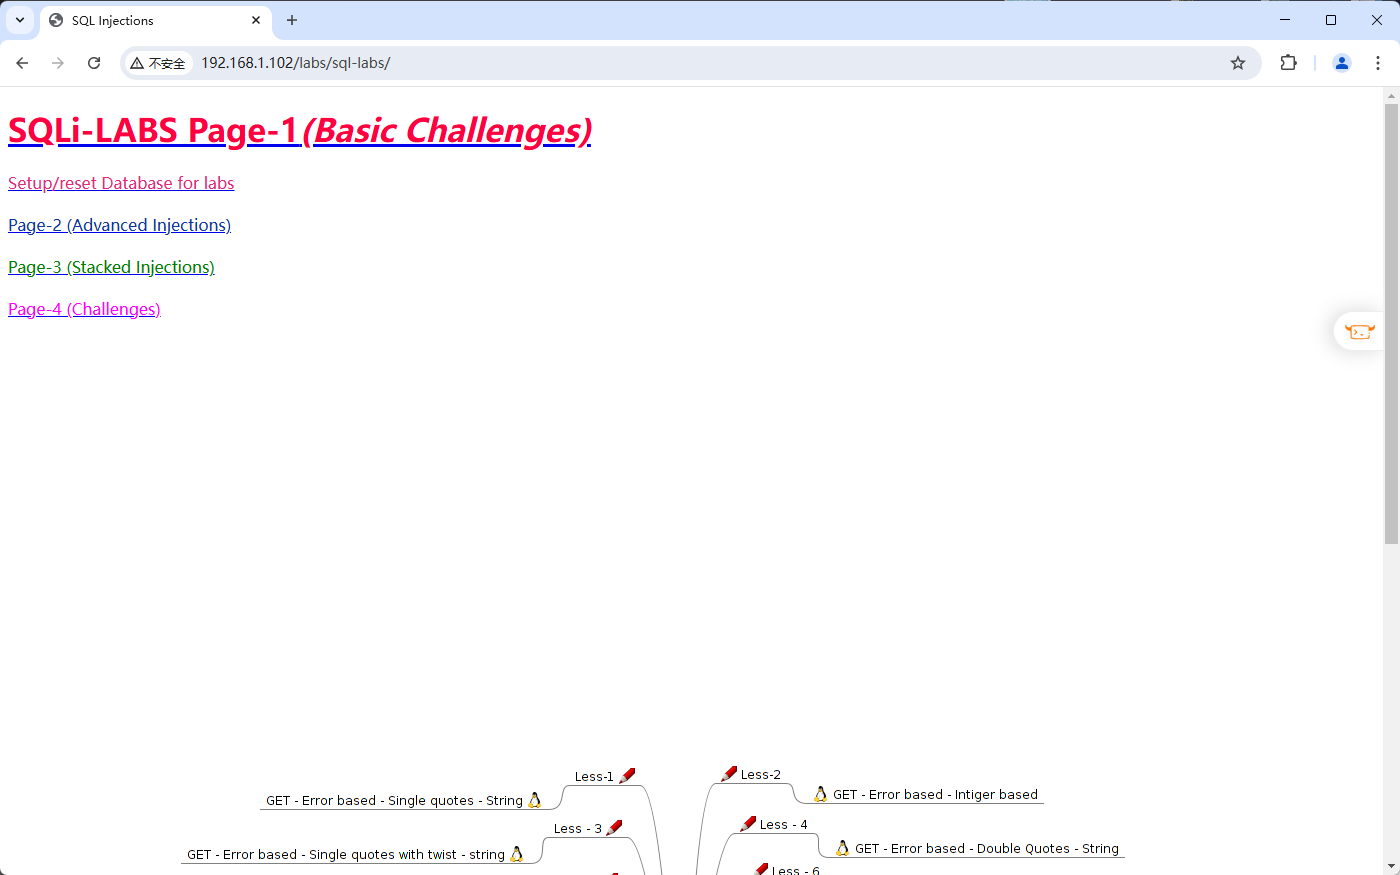 SQL Injections
不安全
192.168.1.102/labs/sql-labs/
SQLi-LABS Page-1(Basic Challenges)
Setup/reset Database for labs
Page-2 (Advanced Injections)
Page-3 (Stacked Injections)
Page-4 (Challenges)
Less-1
Less-2
GET - Error based - Single quotes - String
GET - Error based - Intiger based
Less - 3
Less - 4
GET - Error based - Single quotes with twist - string
GET - Error based - Double Quotes - String
Less - 6